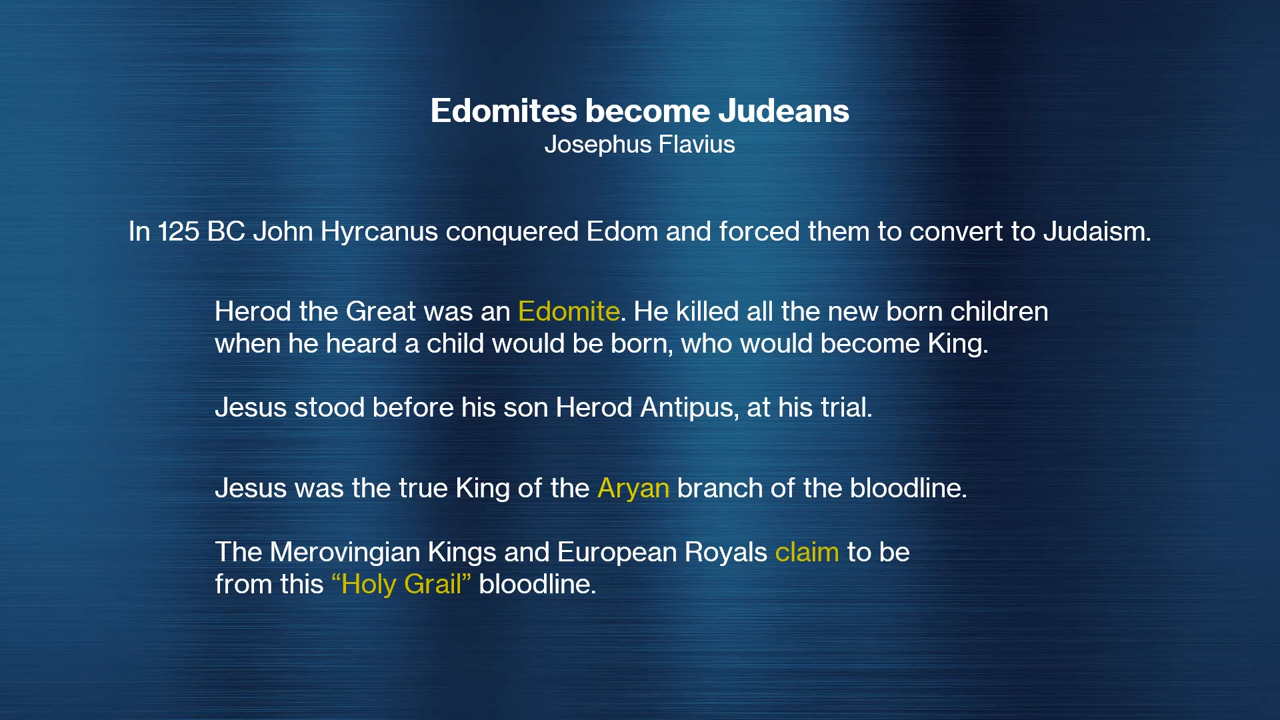 Edomites become Judeans
Josephus Flavius
In 125 BC John Hyrcanus conquered Edom and forced them to convert to Judaism.
Herod the Great was an Edomite. He killed all the new born children
when he heard a child would be born, who would become King.
Jesus stood before his son Herod Antipus, at his trial.
Jesus was the true King of the Aryan branch of the bloodline.
The Merovingian Kings and European Royals claim to be
from this “Holy Grail” bloodline.